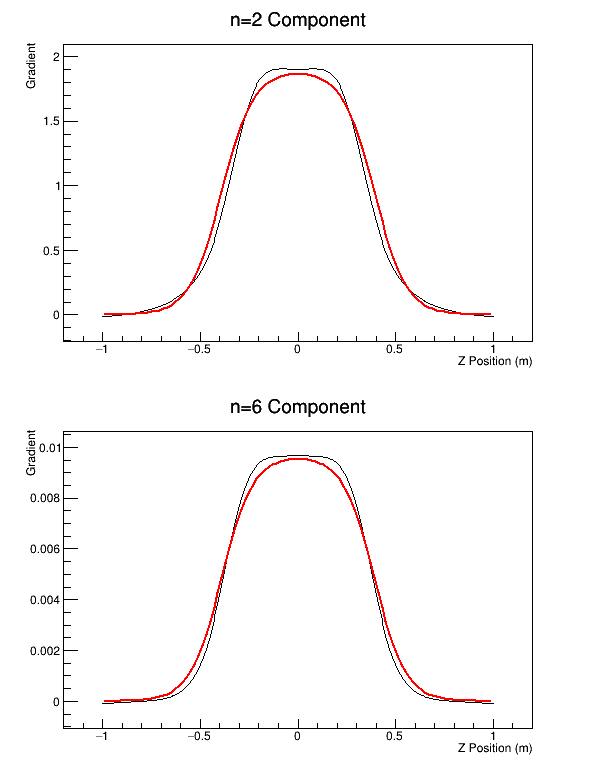 n=2 Component
Gradient
2
1.5
1
0.5
0
−1 −0.5 0 0.5 1
Z Position (m)
n=6 Component
Gradient
0.01
0.008
0.006
0.004
0.002
0
−1 −0.5 0 0.5 1
Z Position (m)